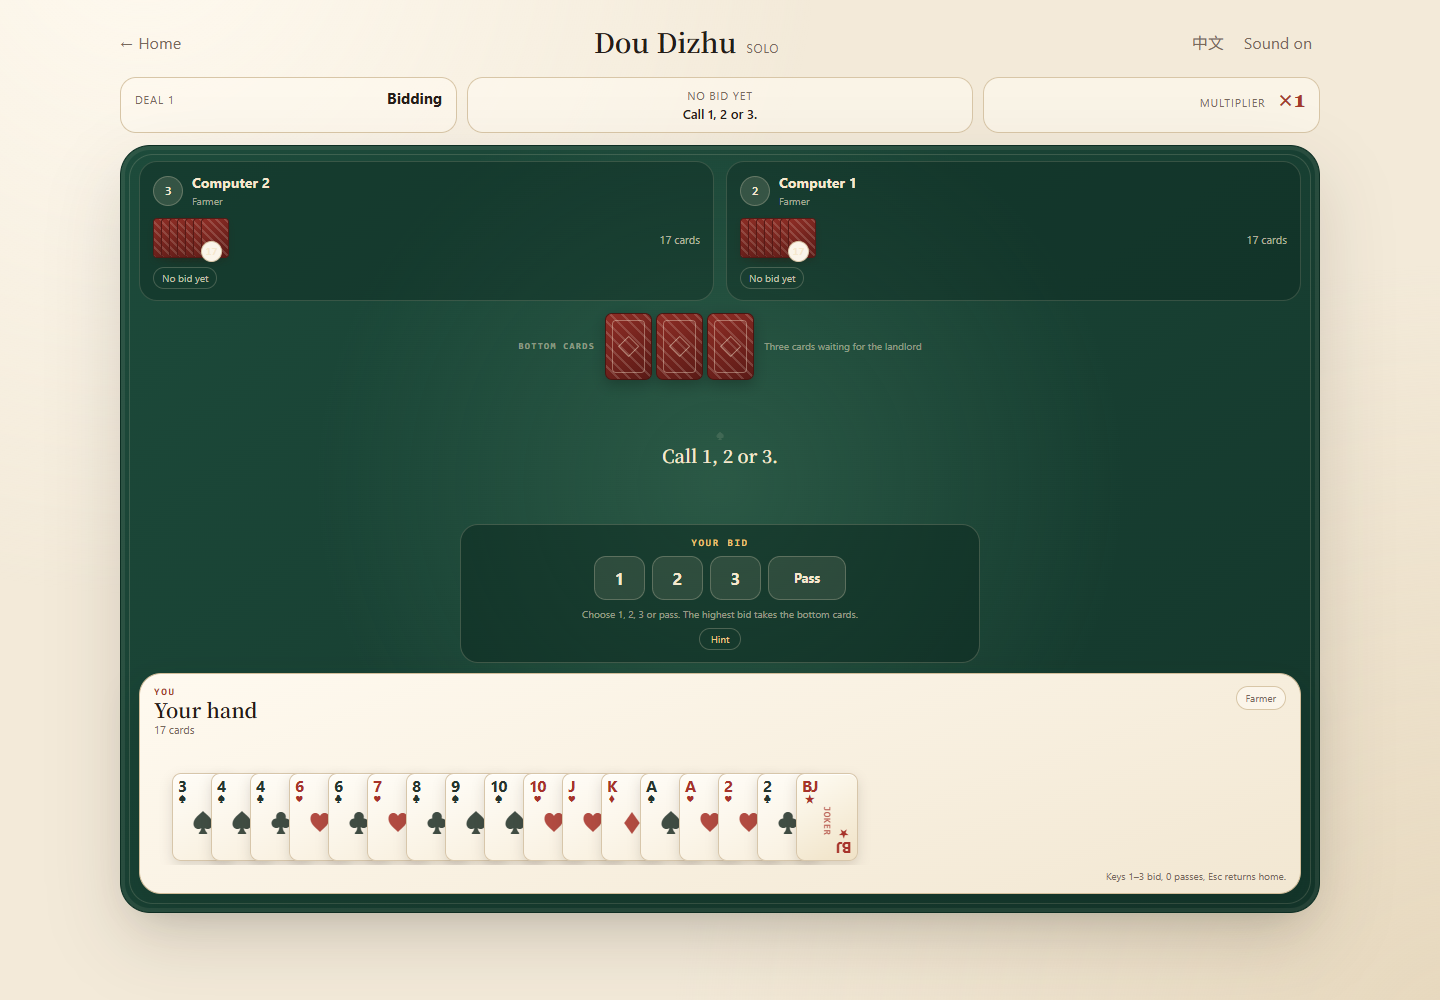 ← Home
Dou Dizhu SOLO
中文 Sound on
DEAL 1 Bidding
NO BID YET
Call 1, 2 or 3.
MULTIPLIER ×1
3 Computer 2
Farmer
17 cards
No bid yet
2 Computer 1
Farmer
17 cards
No bid yet
BOTTOM CARDS
Three cards waiting for the landlord
Call 1, 2 or 3.
YOUR BID
1 2 3 Pass
Choose 1, 2, 3 or pass. The highest bid takes the bottom cards.
Hint
YOU
Your hand
17 cards
Farmer
3 4 4 6 6 7 8 9 10 10 J K A A 2 2 BJ
JOKER
BJ
Keys 1–3 bid, 0 passes, Esc returns home.